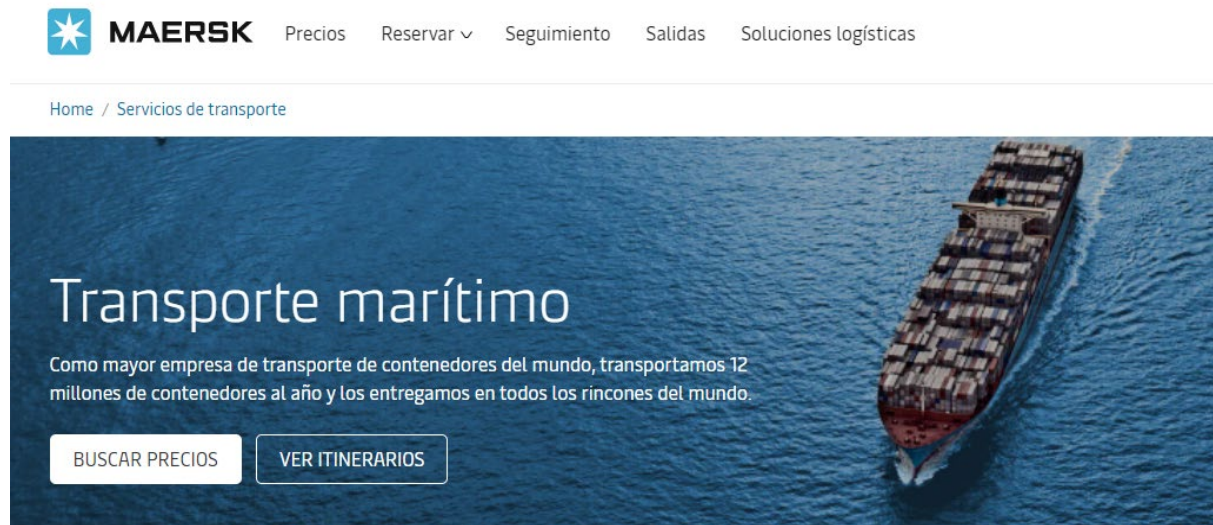 MAERSK Precios Reservar Seguimiento Salidas Soluciones logísticas
Home / Servicios de transporte
Transporte marítimo
Como mayor empresa de transporte de contenedores del mundo, transportamos 12
millones de contenedores al año y los entregamos en todos los rincones del mundo.
BUSCAR PRECIOS VER ITINERARIOS